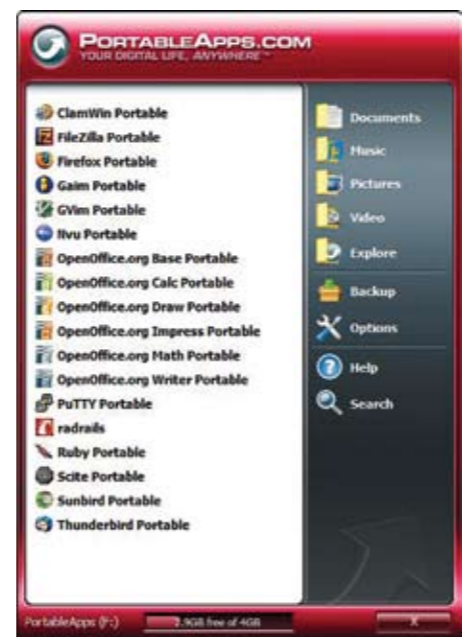 PORTABLEAPPS.COM
YOUR DIGITAL LIFE, ANYWHERE™
ClamWin Portable
FileZilla Portable
Firefox Portable
Gaim Portable
GVim Portable
Nvu Portable
OpenOffice.org Base Portable
OpenOffice.org Calc Portable
OpenOffice.org Draw Portable
OpenOffice.org Impress Portable
OpenOffice.org Math Portable
OpenOffice.org Writer Portable
PuTTY Portable
radrails
Ruby Portable
Scite Portable
Sunbird Portable
Thunderbird Portable
Documents
Music
Pictures
Video
Explore
Backup
Options
Help
Search
PortableApps (F:)
2.9GB free of 4GB
X